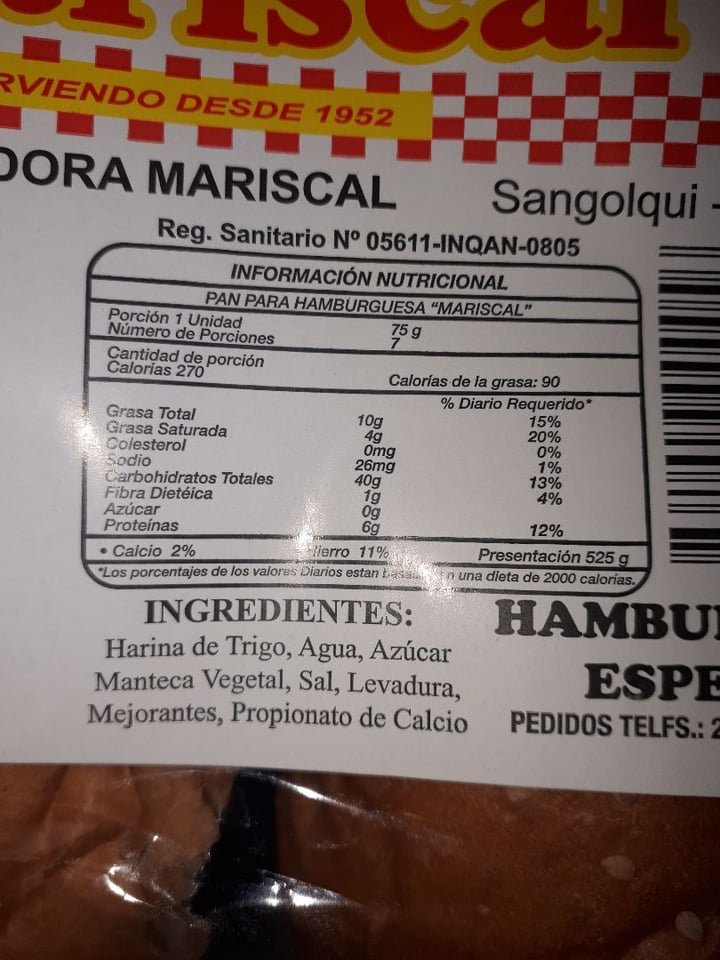 RVIENDO DESDE 1952
DORA MARISCAL
Sangolqui -
Reg. Sanitario Nº 05611-INQAN-0805
INFORMACIÓN NUTRICIONAL
PAN PARA HAMBURGUESA "MARISCAL"
Porción 1 Unidad 75 g
Número de Porciones 7
Cantidad de porción
Calorías 270 Calorías de la grasa: 90
% Diario Requerido*
Grasa Total 10g 15%
Grasa Saturada 4g 20%
Colesterol 0mg 0%
Sodio 26mg 1%
Carbohidratos Totales 40g 13%
Fibra Dietéica 1g 4%
Azúcar 0g
Proteínas 6g 12%
• Calcio 2% Hierro 11% Presentación 525 g
*Los porcentajes de los valores Diarios estan en una dieta de 2000 calorías.
INGREDIENTES:
Harina de Trigo, Agua, Azúcar
Manteca Vegetal, Sal, Levadura,
Mejorantes, Propionato de Calcio
HAMBU
ESPE
PEDIDOS TELFS.: 2